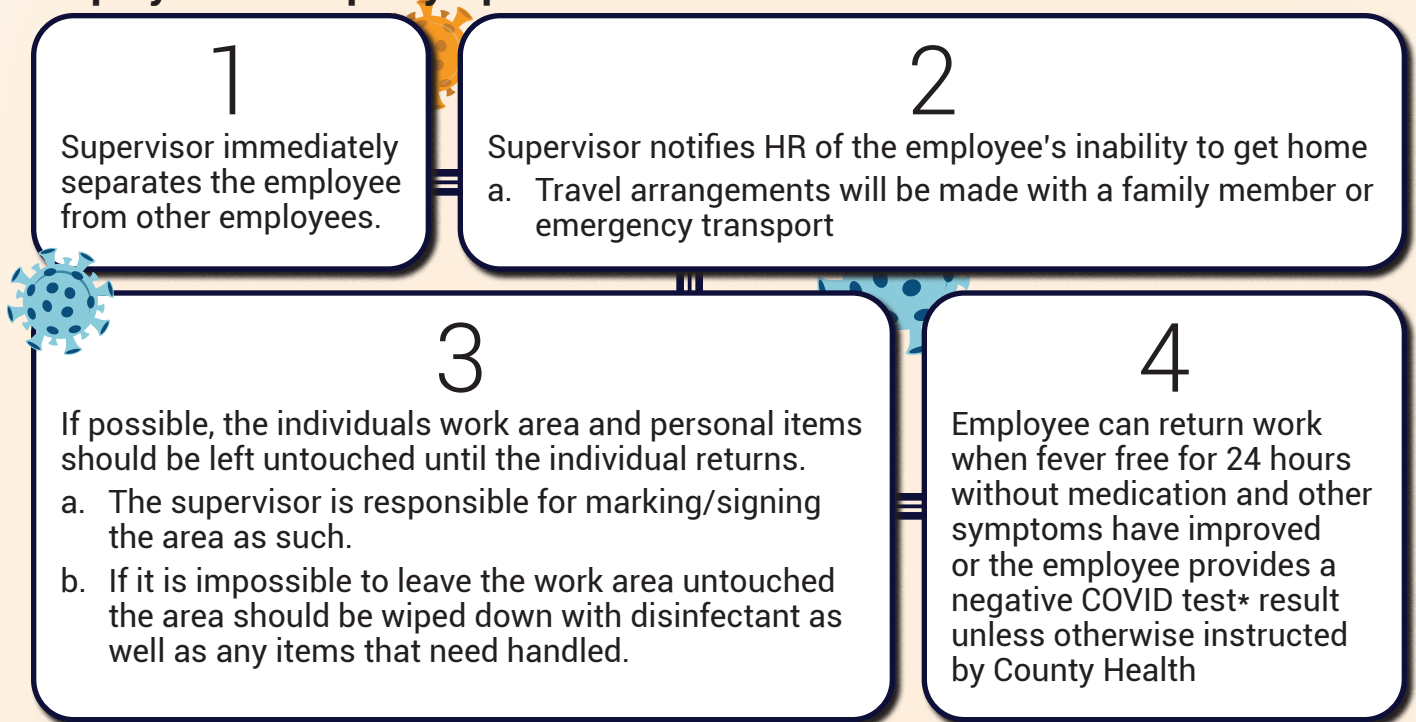 1
Supervisor immediately
separates the employee
from other employees.
2
Supervisor notifies HR of the employee's inability to get home
a. Travel arrangements will be made with a family member or
emergency transport
3
If possible, the individuals work area and personal items
should be left untouched until the individual returns.
a. The supervisor is responsible for marking/signing
the area as such.
b. If it is impossible to leave the work area untouched
the area should be wiped down with disinfectant as
well as any items that need handled.
4
Employee can return work
when fever free for 24 hours
without medication and other
symptoms have improved
or the employee provides a
negative COVID test* result
unless otherwise instructed
by County Health